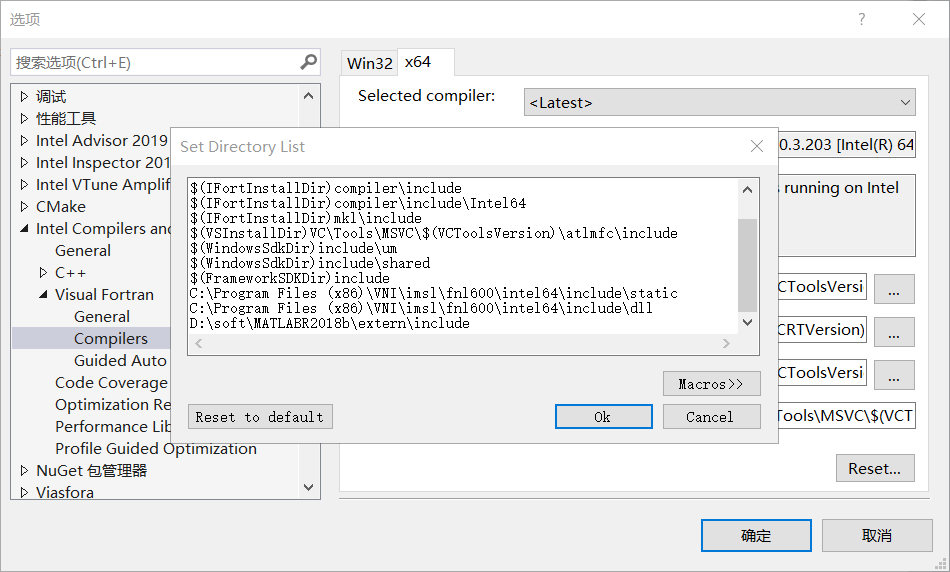 选项
搜索选项(Ctrl+E)
调试
性能工具
Intel Advisor 2019
Intel Inspector 201
Intel VTune Amplif
CMake
Intel Compilers and
General
C++
Visual Fortran
General
Compilers
Guided Auto
Code Coverage
Optimization Re
Performance Lib
Profile Guided Optimization
NuGet 包管理器
Viasfora
Win32
x64
Selected compiler:
<Latest>
0.3.203 [Intel(R) 64
s running on Intel
CToolsVersi
...
CRTVersion)
...
CToolsVersi
...
Tools\MSVC\$(VCT
Reset...
Set Directory List
$(IFortInstallDir)compiler\include
$(IFortInstallDir)compiler\include\Intel64
$(IFortInstallDir)mkl\include
$(VSInstallDir)VC\Tools\MSVC\$(VCToolsVersion)\atlmfc\include
$(WindowsSdkDir)include\um
$(WindowsSdkDir)include\shared
$(FrameworkSDKDir)include
C:\Program Files (x86)\VNI\imsl\fnl600\intel64\include\static
C:\Program Files (x86)\VNI\imsl\fnl600\intel64\include\dll
D:\soft\MATLABR2018b\extern\include
Macros>>
Reset to default
Ok
Cancel
确定
取消